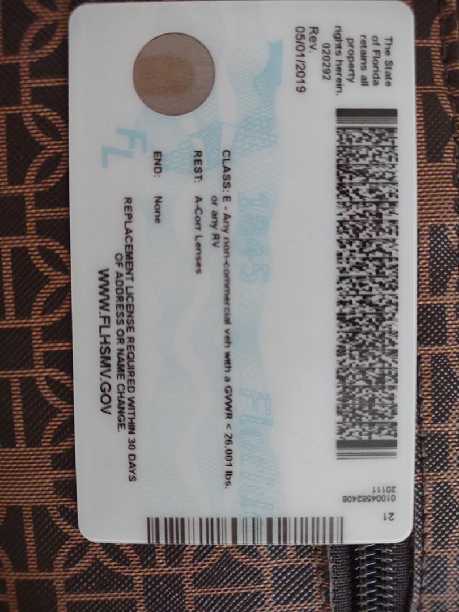 The State
of Florida
retains all
property
rights herein.
020292
Rev.
05/01/2019
CLASS: E - Any non-commercial veh with a GVWR < 26,001 lbs.
or any RV
REST: A-Corr Lenses
END: None
REPLACEMENT LICENSE REQUIRED WITHIN 30 DAYS
OF ADDRESS OR NAME CHANGE.
WWW.FLHSMV.GOV
FL
1845
21
20111